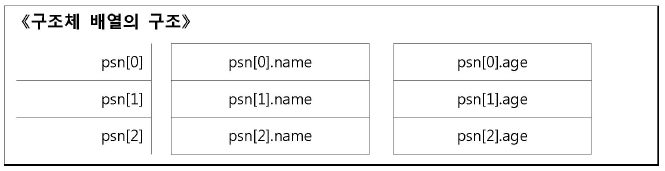 《구조체 배열의 구조》
psn[0] psn[0].name psn[0].age
psn[1] psn[1].name psn[1].age
psn[2] psn[2].name psn[2].age